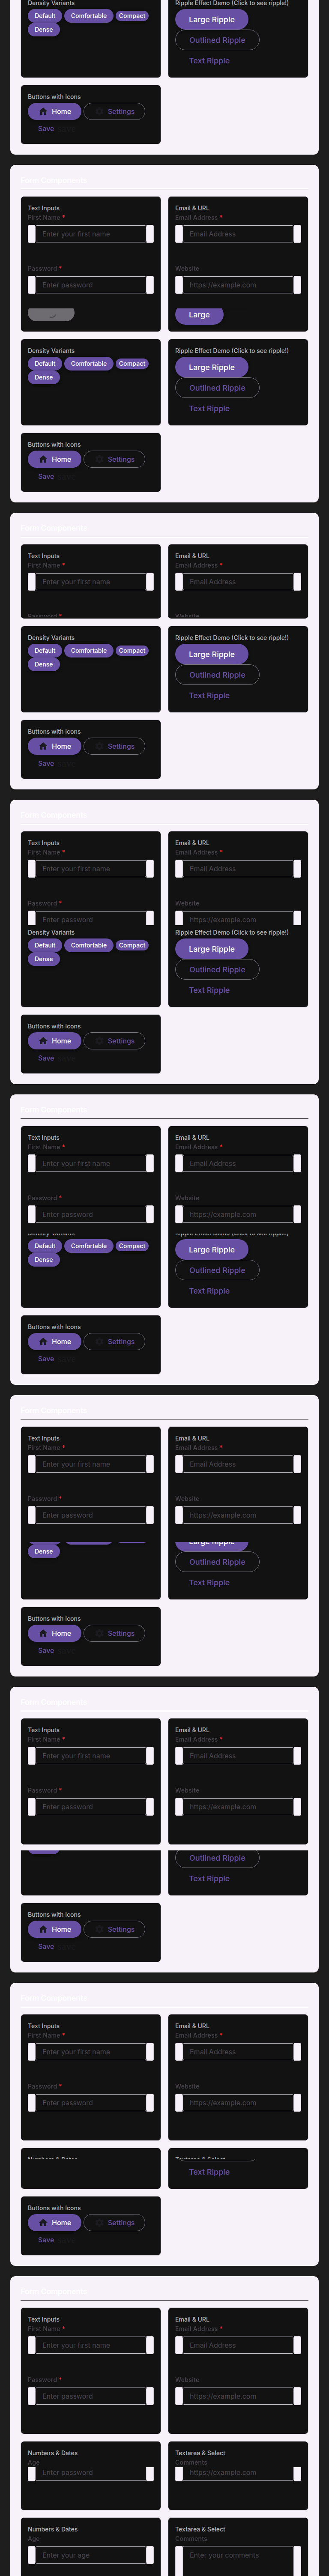 Density Variants
Default Comfortable Compact
Dense
Ripple Effect Demo (Click to see ripple!)
Large Ripple
Outlined Ripple
Text Ripple
Buttons with Icons
Home Settings
Save
Form Components
Text Inputs
First Name *
Enter your first name
Password *
Enter password
Email & URL
Email Address *
Email Address
Website
https://example.com
Large
Density Variants
Default Comfortable Compact
Dense
Ripple Effect Demo (Click to see ripple!)
Large Ripple
Outlined Ripple
Text Ripple
Buttons with Icons
Home Settings
Save
Form Components
Text Inputs
First Name *
Enter your first name
Password *
Email & URL
Email Address *
Email Address
Website
Density Variants
Default Comfortable Compact
Dense
Ripple Effect Demo (Click to see ripple!)
Large Ripple
Outlined Ripple
Text Ripple
Buttons with Icons
Home Settings
Save
Form Components
Text Inputs
First Name *
Enter your first name
Password *
Enter password
Email & URL
Email Address *
Email Address
Website
https://example.com
Density Variants
Default Comfortable Compact
Dense
Ripple Effect Demo (Click to see ripple!)
Large Ripple
Outlined Ripple
Text Ripple
Buttons with Icons
Home Settings
Save
Form Components
Text Inputs
First Name *
Enter your first name
Password *
Enter password
Email & URL
Email Address *
Email Address
Website
https://example.com
Density Variants
Default Comfortable Compact
Dense
Ripple Effect Demo (Click to see ripple!)
Large Ripple
Outlined Ripple
Text Ripple
Buttons with Icons
Home Settings
Save
Form Components
Text Inputs
First Name *
Enter your first name
Password *
Enter password
Email & URL
Email Address *
Email Address
Website
https://example.com
Dense
Large Ripple
Outlined Ripple
Text Ripple
Buttons with Icons
Home Settings
Save
Form Components
Text Inputs
First Name *
Enter your first name
Password *
Enter password
Email & URL
Email Address *
Email Address
Website
https://example.com
Outlined Ripple
Text Ripple
Buttons with Icons
Home Settings
Save
Form Components
Text Inputs
First Name *
Enter your first name
Password *
Enter password
Email & URL
Email Address *
Email Address
Website
https://example.com
Numbers & Dates
Textarea & Select
Text Ripple
Buttons with Icons
Home Settings
Save
Form Components
Text Inputs
First Name *
Enter your first name
Password *
Enter password
Email & URL
Email Address *
Email Address
Website
https://example.com
Numbers & Dates
Age
Enter password
Textarea & Select
Comments
https://example.com
Numbers & Dates
Age
Enter your age
Textarea & Select
Comments
Enter your comments